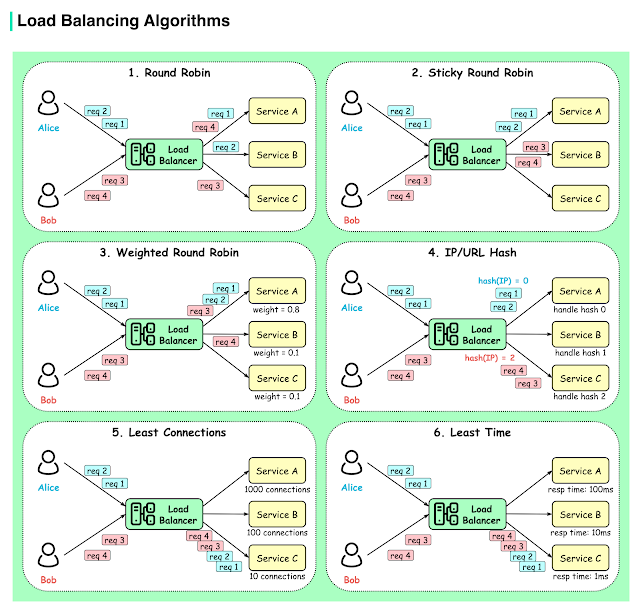 Load Balancing Algorithms
1. Round Robin
req 2
req 1
Alice
req 3
req 4
Bob
Load
Balancer
req 1
req 4
req 2
req 3
Service A
Service B
Service C
2. Sticky Round Robin
req 2
req 1
Alice
req 3
req 4
Bob
Load
Balancer
req 1
req 2
req 3
req 4
Service A
Service B
Service C
3. Weighted Round Robin
req 2
req 1
Alice
req 3
req 4
Bob
Load
Balancer
req 1
req 2
req 3
req 4
Service A
weight = 0.8
Service B
weight = 0.1
Service C
weight = 0.1
4. IP/URL Hash
req 2
req 1
Alice
req 3
req 4
Bob
Load
Balancer
hash(IP) = 0
req 1
req 2
hash(IP) = 2
req 4
req 3
Service A
handle hash 0
Service B
handle hash 1
Service C
handle hash 2
5. Least Connections
req 2
req 1
Alice
req 3
req 4
Bob
Load
Balancer
req 4
req 3
req 2
req 1
Service A
1000 connections
Service B
100 connections
Service C
10 connections
6. Least Time
req 2
req 1
Alice
req 3
req 4
Bob
Load
Balancer
req 4
req 3
req 2
req 1
Service A
resp time: 100ms
Service B
resp time: 10ms
Service C
resp time: 1ms